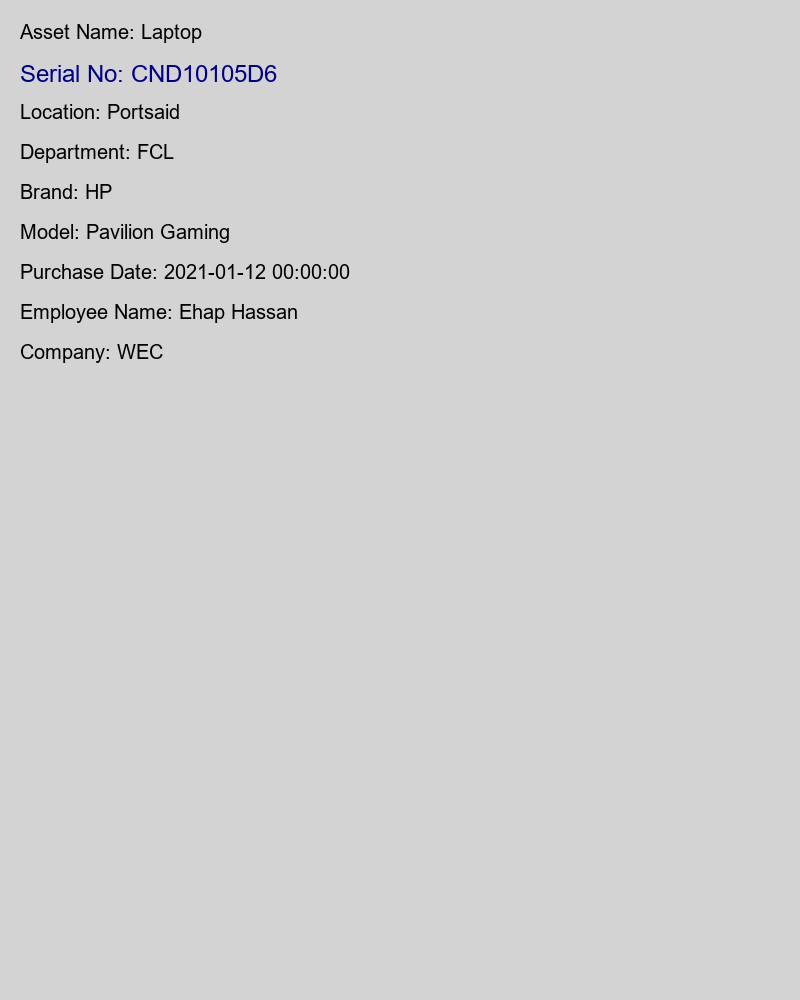 Asset Name: Laptop
Serial No: CND10105D6
Location: Portsaid
Department: FCL
Brand: HP
Model: Pavilion Gaming
Purchase Date: 2021-01-12 00:00:00
Employee Name: Ehap Hassan
Company: WEC